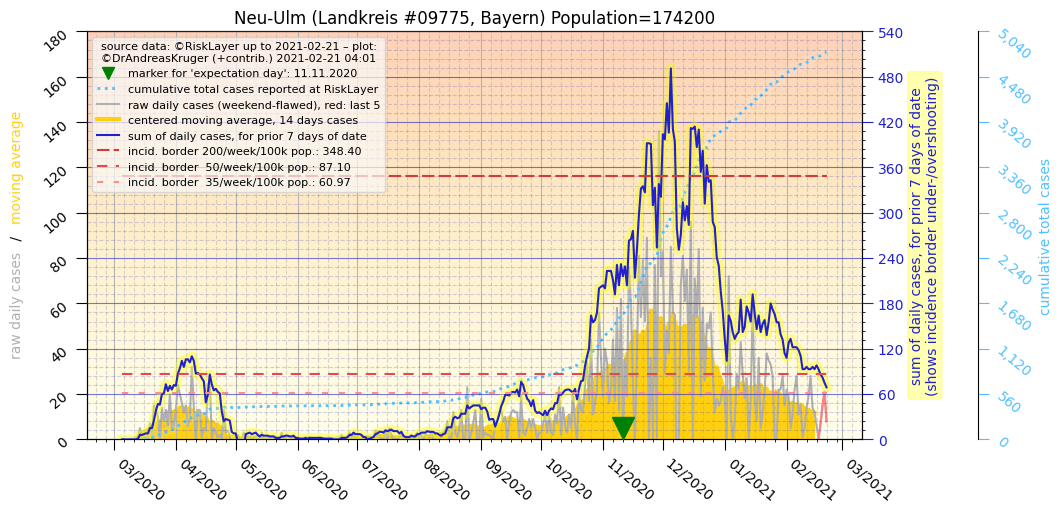 Neu-Ulm (Landkreis #09775, Bayern) Population=174200
source data: ©RiskLayer up to 2021-02-21 – plot:
©DrAndreasKruger (+contrib.) 2021-02-21 04:01
marker for 'expectation day': 11.11.2020
cumulative total cases reported at RiskLayer
raw daily cases (weekend-flawed), red: last 5
centered moving average, 14 days cases
sum of daily cases, for prior 7 days of date
incid. border 200/week/100k pop.: 348.40
incid. border  50/week/100k pop.: 87.10
incid. border  35/week/100k pop.: 60.97
raw daily cases / moving average
180
160
140
120
100
80
60
40
20
0
03/2020
04/2020
05/2020
06/2020
07/2020
08/2020
09/2020
10/2020
11/2020
12/2020
01/2021
02/2021
03/2021
540
480
420
360
300
240
180
120
60
0
sum of daily cases, for prior 7 days of date
(shows incidence border under-/overshooting)
5,040
4,480
3,920
3,360
2,800
2,240
1,680
1,120
560
0
cumulative total cases